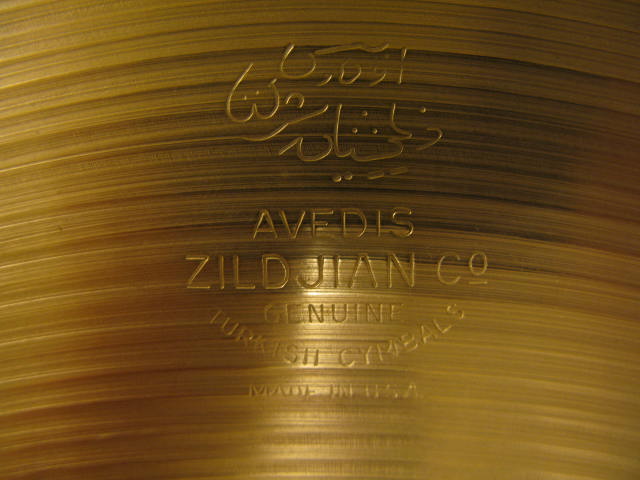 AVEDIS
ZILDJIAN Co
GENUINE
TURKISH CYMBALS
MADE IN U.S.A.